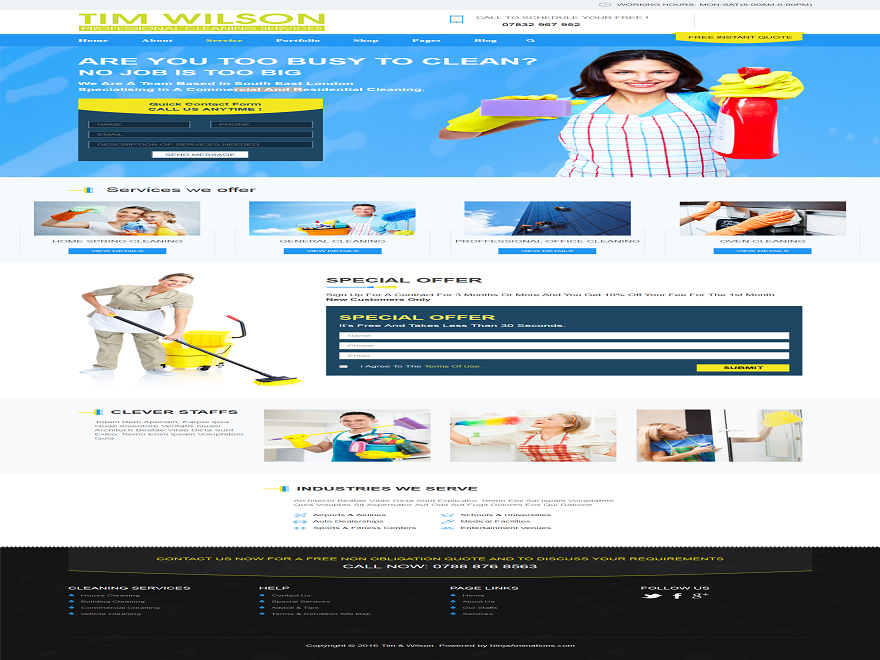 WORKING HOURS: MON-SAT(8:00AM-6:00PM)
TIM WILSON
PROFESSIONAL CLEANING SERVICES
CALL TO SCHEDULE YOUR FREE !
07832 967 982
Home About Service Portfolio Shop Pages Blog
FREE INSTANT QUOTE
ARE YOU TOO BUSY TO CLEAN?
NO JOB IS TOO BIG
We Are A Team Based In South East London
Specialising In A Commercial And Residential Cleaning.
Quick Contact Form
CALL US ANYTIME !
NAME
PHONE
EMAIL
DESCRIPTION OF SERVICES NEEDED
SEND MESSAGE
Services we offer
HOME SPRING CLEANING
GENERAL CLEANING
PROFFESSIONAL OFFICE CLEANING
OVEN CLEANING
VIEW DETAILS
VIEW DETAILS
VIEW DETAILS
VIEW DETAILS
SPECIAL OFFER
Sign Up For A Contract For 3 Months Or More And You Get 10% Off Your Fee For The 1st Month
New Customers Only
SPECIAL OFFER
It's Free And Takes Less Than 30 Seconds.
Name
Phone
Email
I Agree To The Terms Of Use.
SUBMIT
CLEVER STAFFS
Totam Rem Aperiam, Eaque Ipsa
Quae Inventore Veritatis Quasi
Architech Beatae Vitae Dicta Sunt
Exleo. Nemo Enim Ipsam Voluptatem
Quia.
INDUSTRIES WE SERVE
Architecto Beatae Vitae Dicta Sunt Explicabo. Nemo Eni Sai Ipsam Voluptatem
Quia Voluptas Sit Aspernatur Aut Odit Aut Fugit Dolores Eos Qui Ratione
Airports & Airlines
Schools & Universities
Auto Dealerships
Medical Facilities
Sports & Fitness Centers
Entertainment Venues
CONTACT US NOW FOR A FREE NON OBLIGATION QUOTE AND TO DISCUSS YOUR REQUIREMENTS
CALL NOW: 0788 876 8563
CLEANING SERVICES
House Cleaning
Building Cleaning
Commercial Cleaning
Vehicle Cleaning
HELP
Contact Us
Special Services
Advice & Tips
Terms & Condition Site Map
PAGE LINKS
Home
About Us
Our Staffs
Services
FOLLOW US
Copyright © 2016 Tim & Wilson. Powered by NinjaAnimations.com